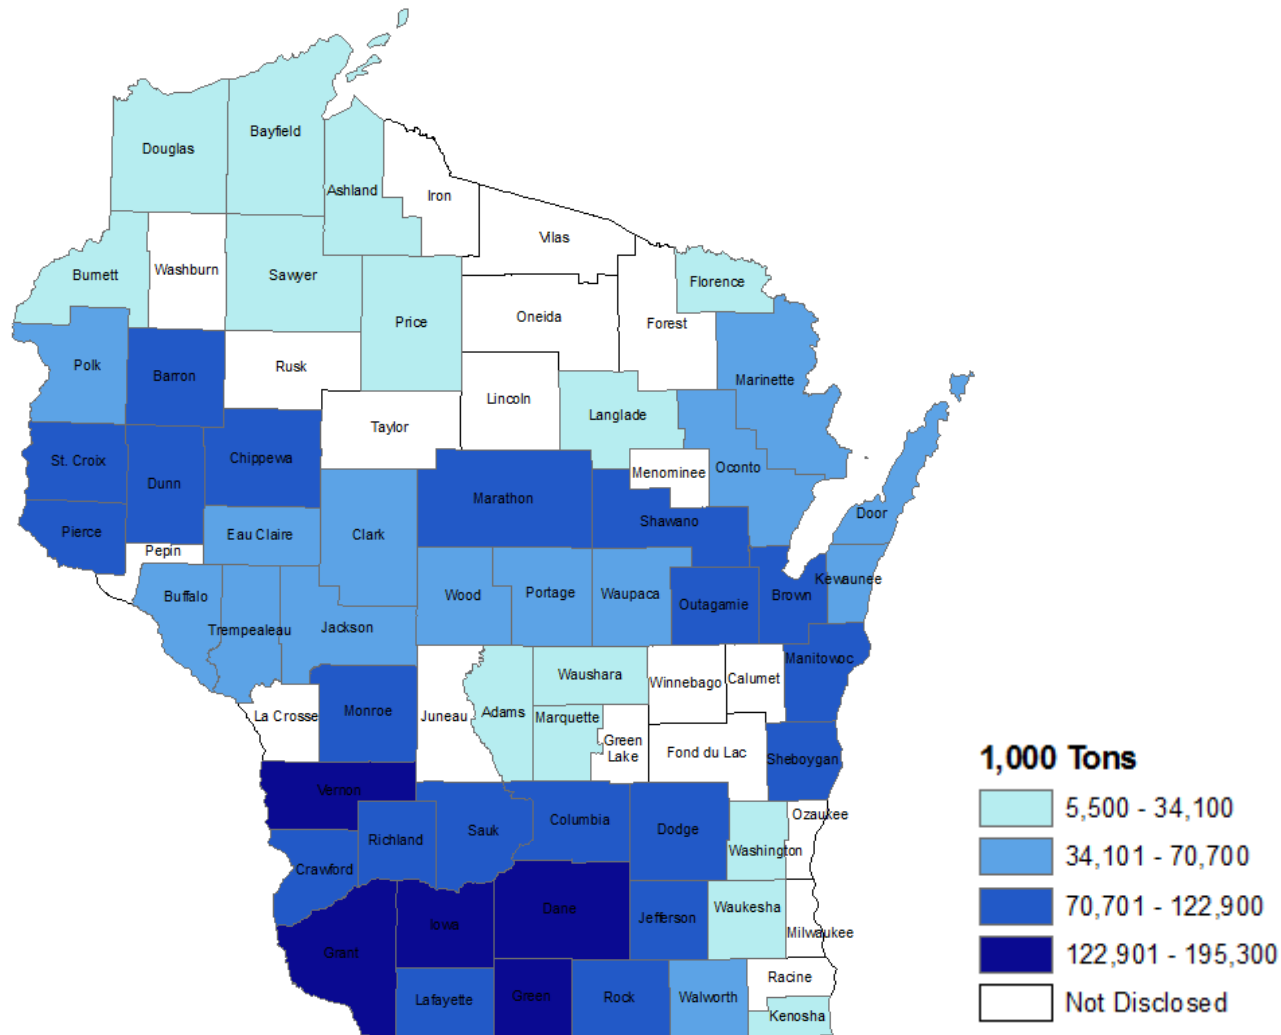 Bayfield
Douglas
Ashland
Iron
Vilas
Burnett
Washburn
Sawyer
Florence
Price
Oneida
Forest
Polk
Barron
Rusk
Marinette
Lincoln
Langlade
Taylor
St. Croix
Chippewa
Dunn
Marathon
Menominee
Oconto
Shawano
Door
Pierce
Eau Claire
Clark
Pepin
Kewaunee
Buffalo
Wood
Portage
Waupaca
Outagamie
Brown
Trempealeau
Jackson
Manitowoc
Waushara
Winnebago
Calumet
La Crosse
Monroe
Juneau
Adams
Marquette
Green
Lake
Fond du Lac
Sheboygan
Vernon
Richland
Sauk
Columbia
Dodge
Ozaukee
Washington
Crawford
Grant
Iowa
Dane
Jefferson
Waukesha
Milwaukee
Lafayette
Green
Rock
Walworth
Racine
Kenosha
1,000 Tons
5,500 - 34,100
34,101 - 70,700
70,701 - 122,900
122,901 - 195,300
Not Disclosed